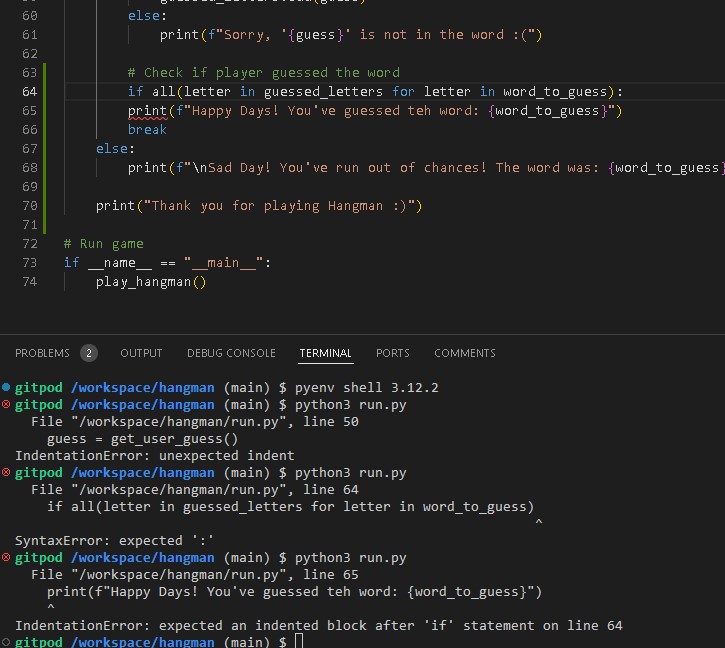 60 else:
61 print(f"Sorry, '{guess}' is not in the word :(")
62
63 # Check if player guessed the word
64 if all(letter in guessed_letters for letter in word_to_guess):
65 print(f"Happy Days! You've guessed teh word: {word_to_guess}")
66 break
67 else:
68 print(f"\nSad Day! You've run out of chances! The word was: {word_to_guess}
69
70 print("Thank you for playing Hangman :)")
71
72 # Run game
73 if __name__ == "__main__":
74 play_hangman()
PROBLEMS 2 OUTPUT DEBUG CONSOLE TERMINAL PORTS COMMENTS
gitpod /workspace/hangman (main) $ pyenv shell 3.12.2
gitpod /workspace/hangman (main) $ python3 run.py
File "/workspace/hangman/run.py", line 50
guess = get_user_guess()
IndentationError: unexpected indent
gitpod /workspace/hangman (main) $ python3 run.py
File "/workspace/hangman/run.py", line 64
if all(letter in guessed_letters for letter in word_to_guess)
^
SyntaxError: expected ':'
gitpod /workspace/hangman (main) $ python3 run.py
File "/workspace/hangman/run.py", line 65
print(f"Happy Days! You've guessed teh word: {word_to_guess}")
^
IndentationError: expected an indented block after 'if' statement on line 64
gitpod /workspace/hangman (main) $